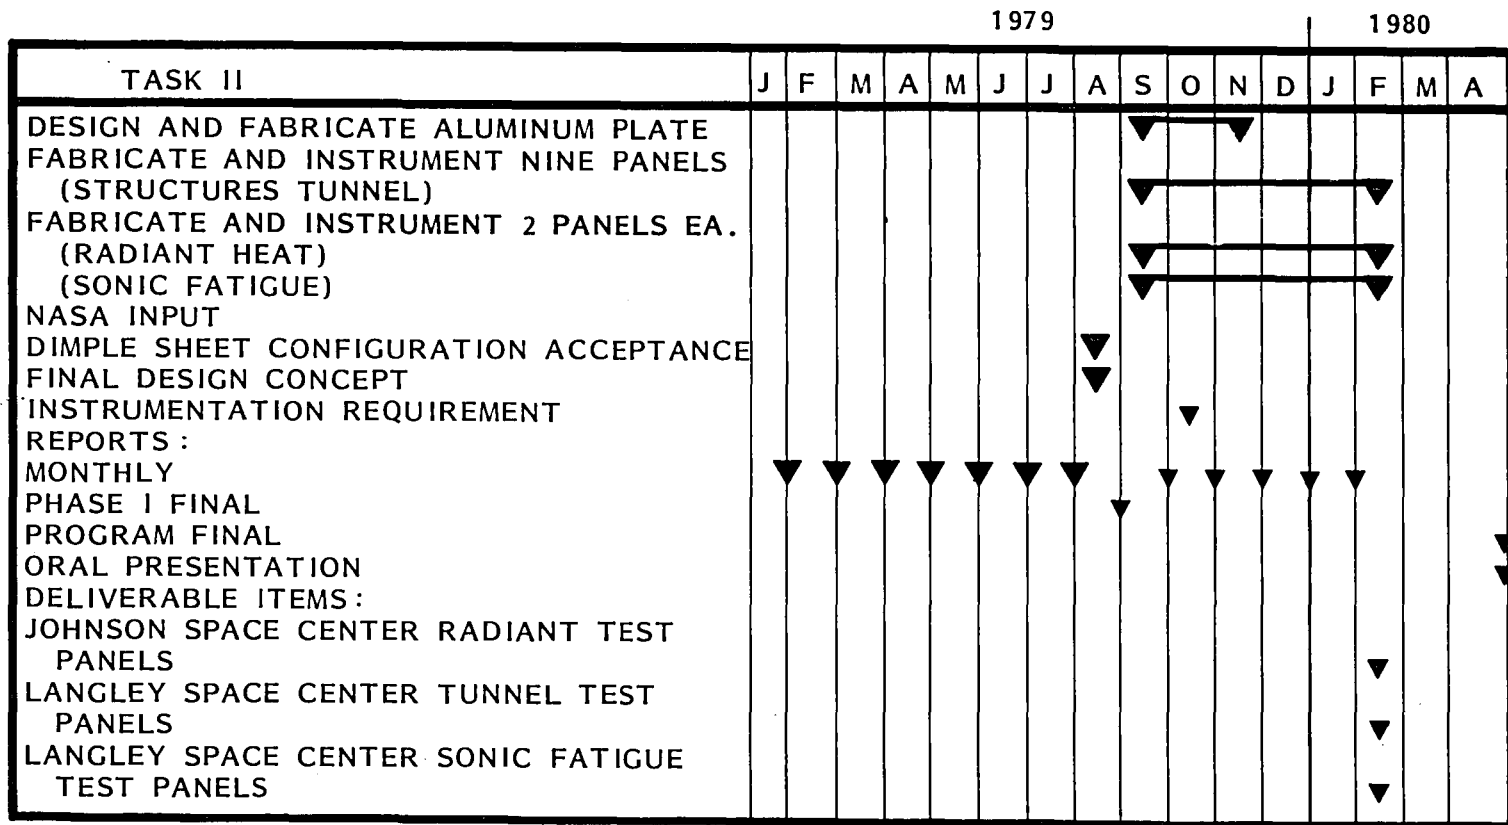 1979 1980
TASK II J F M A M J J A S O N D J F M A
DESIGN AND FABRICATE ALUMINUM PLATE
FABRICATE AND INSTRUMENT NINE PANELS
(STRUCTURES TUNNEL)
FABRICATE AND INSTRUMENT 2 PANELS EA.
(RADIANT HEAT)
(SONIC FATIGUE)
NASA INPUT
DIMPLE SHEET CONFIGURATION ACCEPTANCE
FINAL DESIGN CONCEPT
INSTRUMENTATION REQUIREMENT
REPORTS:
MONTHLY
PHASE I FINAL
PROGRAM FINAL
ORAL PRESENTATION
DELIVERABLE ITEMS:
JOHNSON SPACE CENTER RADIANT TEST
PANELS
LANGLEY SPACE CENTER TUNNEL TEST
PANELS
LANGLEY SPACE CENTER SONIC FATIGUE
TEST PANELS